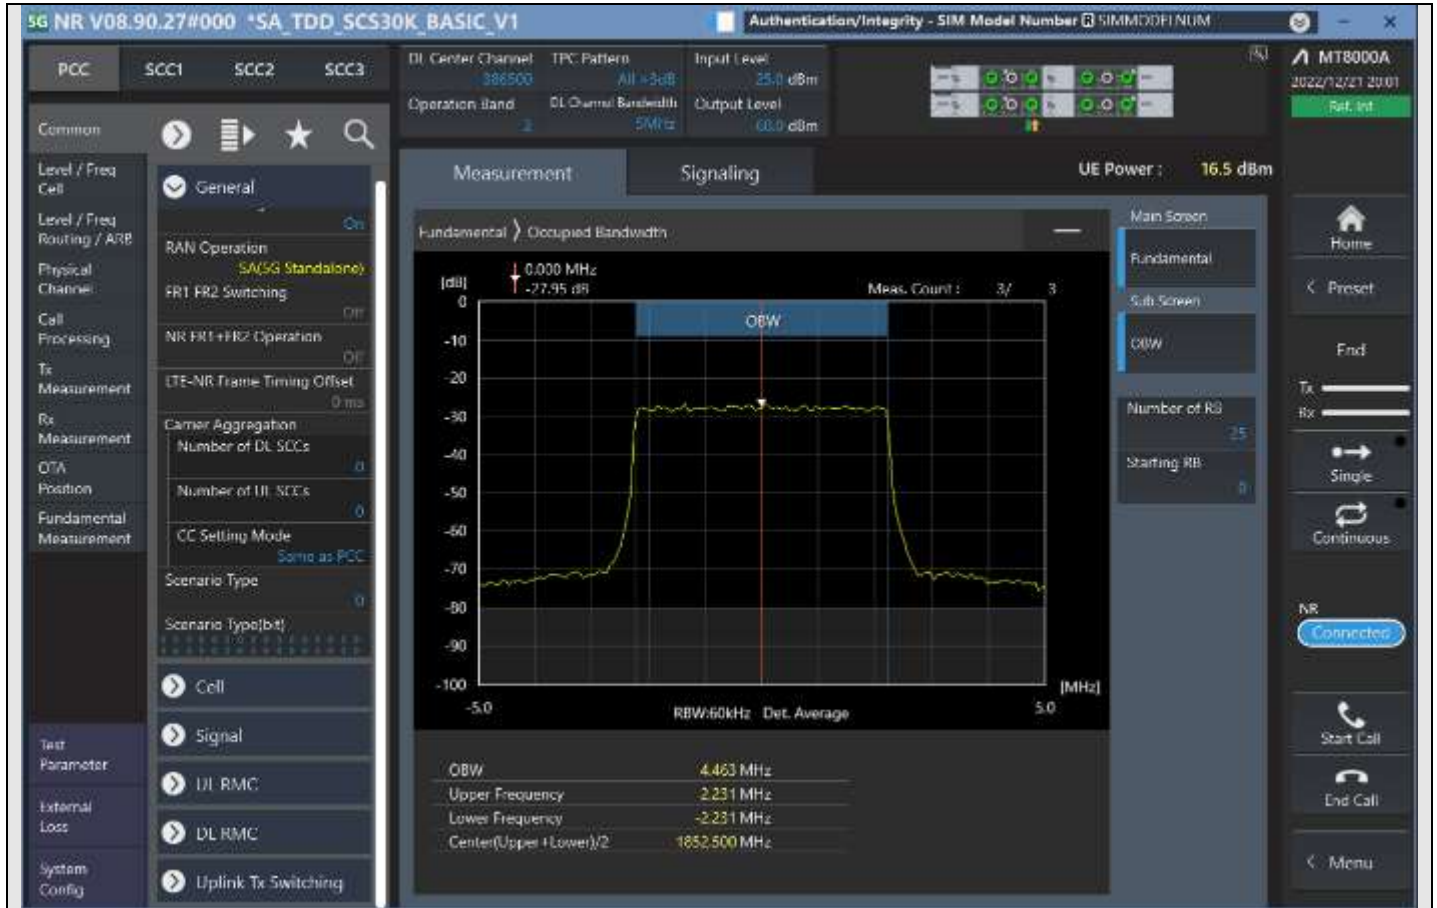 5G NR V08.90.27#000 *SA_TDD_SCS30K_BASIC_V1
Authentication/Integrity - SIM Model Number R SIMMODELNUM
PCC SCC1 SCC2 SCC3
DL Center Channel
386500
TPC Pattern
All +3dB
Input Level
25.0 dBm
Operation Band
2
DL Channel Bandwidth
5MHz
Output Level
60.0 dBm
MT8000A
2022/12/21 20:01
Ref. Int
Common
Level / Freq
Cell
Level / Freq
Routing / ARB
Physical
Channel
Call
Processing
Tx
Measurement
Rx
Measurement
OTA
Position
Fundamental
Measurement
Test
Parameter
External
Loss
System
Config
General
On
RAN Operation
SA(5G Standalone)
FR1 FR2 Switching
Off
NR FR1+FR2 Operation
Off
LTE-NR Frame Timing Offset
0 ms
Carrier Aggregation
Number of DL SCCs
0
Number of UL SCCs
0
CC Setting Mode
Same as PCC
Scenario Type
0
Scenario Type(bit)
Cell
Signal
UL RMC
DL RMC
Uplink Tx Switching
Measurement Signaling
UE Power : 16.5 dBm
Fundamental Occupied Bandwidth
0.000 MHz
-27.95 dB
Meas. Count : 3/ 3
[dB]
OBW
0
-10
-20
-30
-40
-50
-60
-70
-80
-90
-100
-5.0 5.0
[MHz]
RBW:60kHz Det. Average
OBW 4.463 MHz
Upper Frequency 2.231 MHz
Lower Frequency -2.231 MHz
Center(Upper+Lower)/2 1852.500 MHz
Main Screen
Fundamental
Sub Screen
OBW
Number of RB
25
Starting RB
0
Home
< Preset
End
Tx
Rx
Single
Continuous
NR
Connected
Start Call
End Call
< Menu